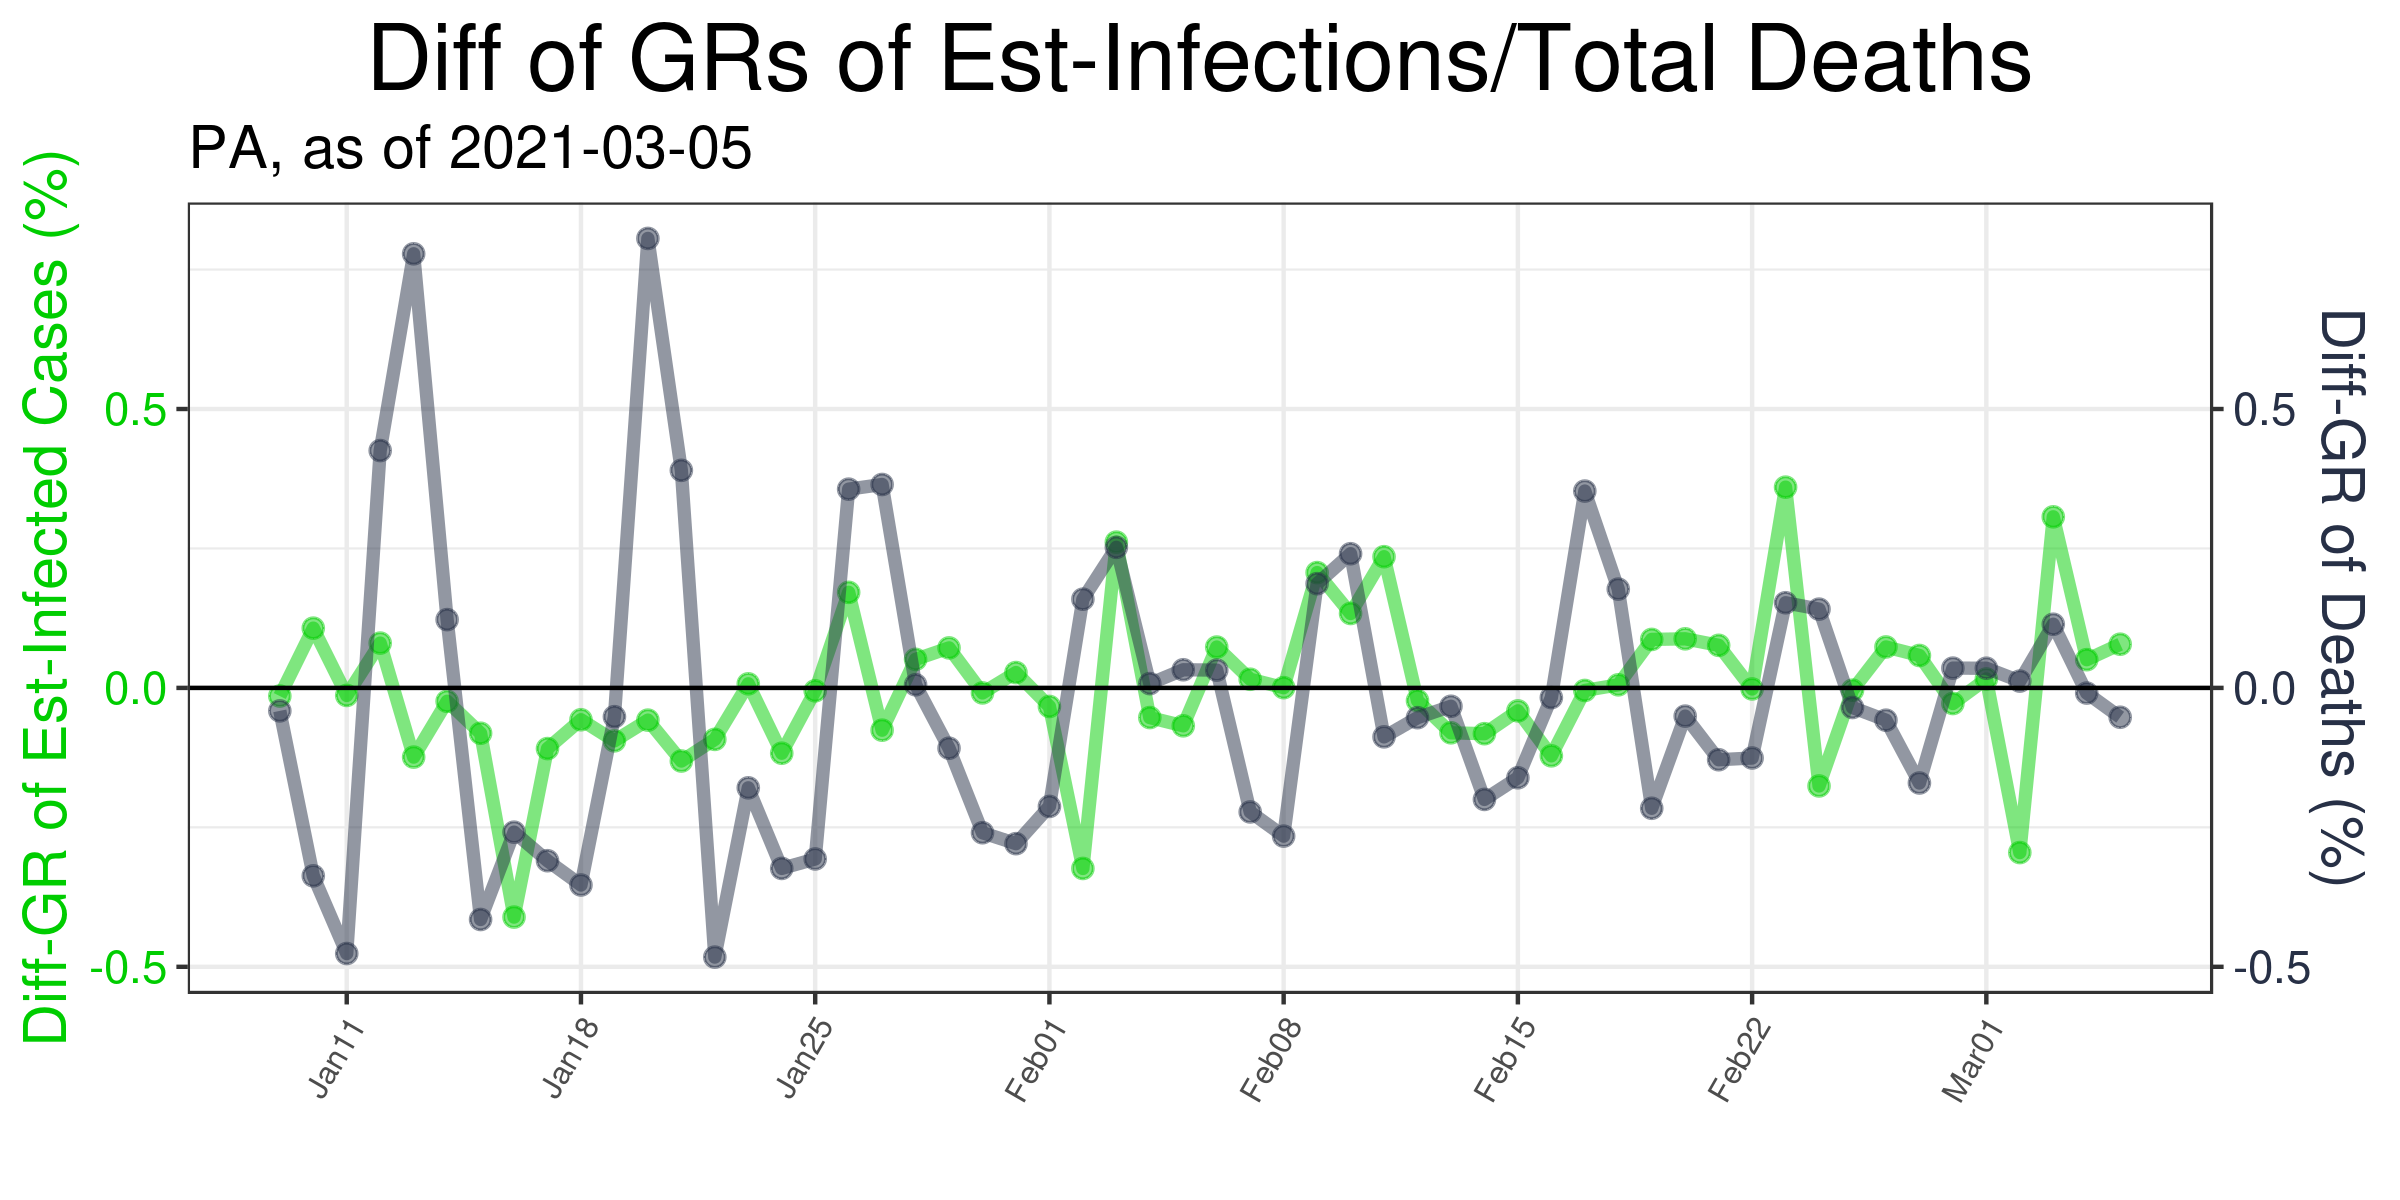 Diff of GRs of Est-Infections/Total Deaths
PA, as of 2021-03-05
Diff-GR of Est-Infected Cases (%)
0.5
0.0
-0.5
0.5
0.0
-0.5
Diff-GR of Deaths (%)
Jan11
Jan18
Jan25
Feb01
Feb08
Feb15
Feb22
Mar01